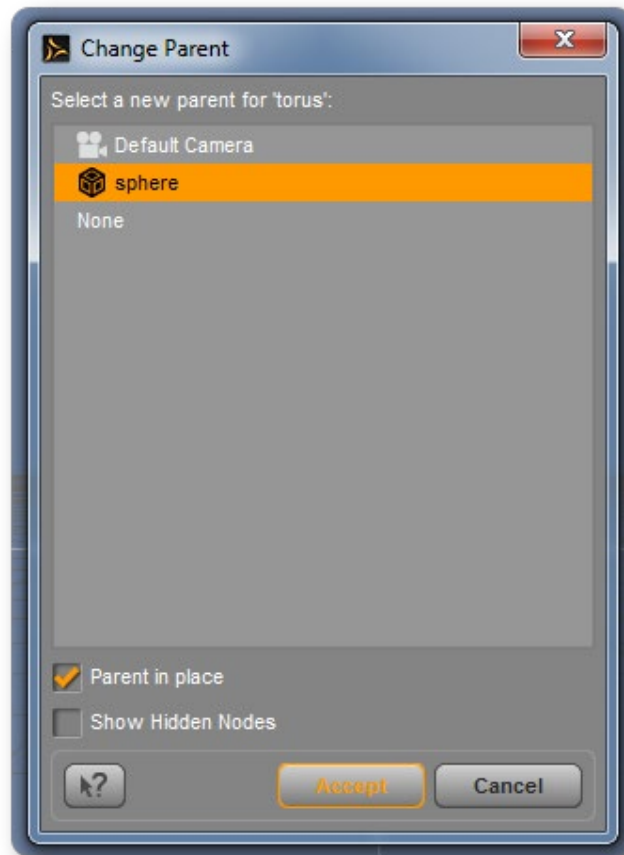 Change Parent
Select a new parent for 'torus':
Default Camera
sphere
None
Parent in place
Show Hidden Nodes
? Accept Cancel